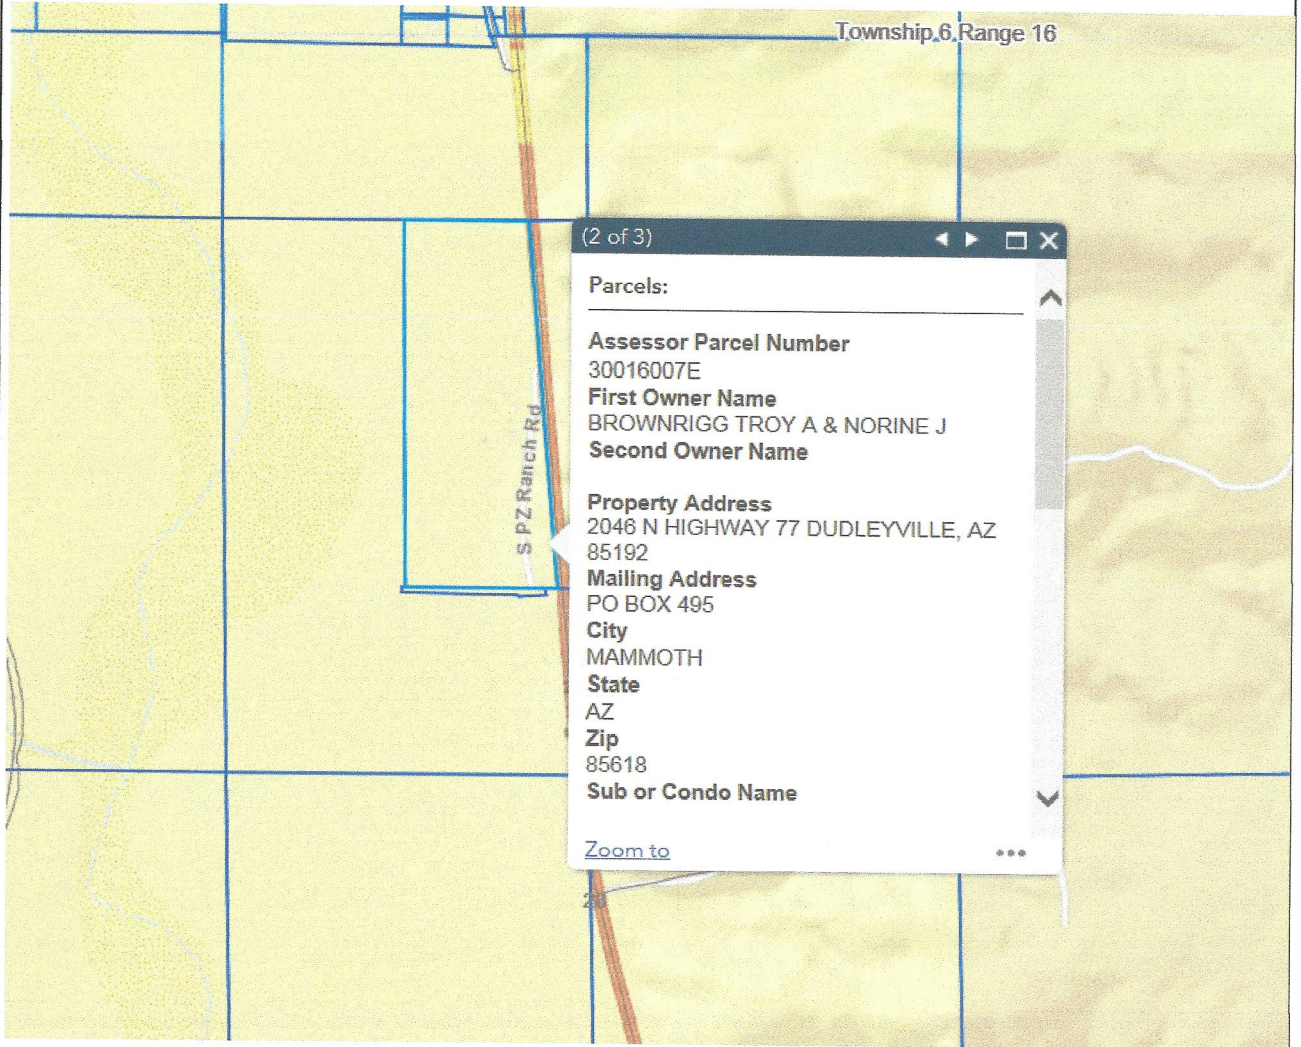 Township 6 Range 16
(2 of 3)
Parcels:
Assessor Parcel Number
30016007E
First Owner Name
BROWNRIGG TROY A & NORINE J
Second Owner Name
Property Address
2046 N HIGHWAY 77 DUDLEYVILLE, AZ
85192
Mailing Address
PO BOX 495
City
MAMMOTH
State
AZ
Zip
85618
Sub or Condo Name
Zoom to
S PZ Ranch Rd